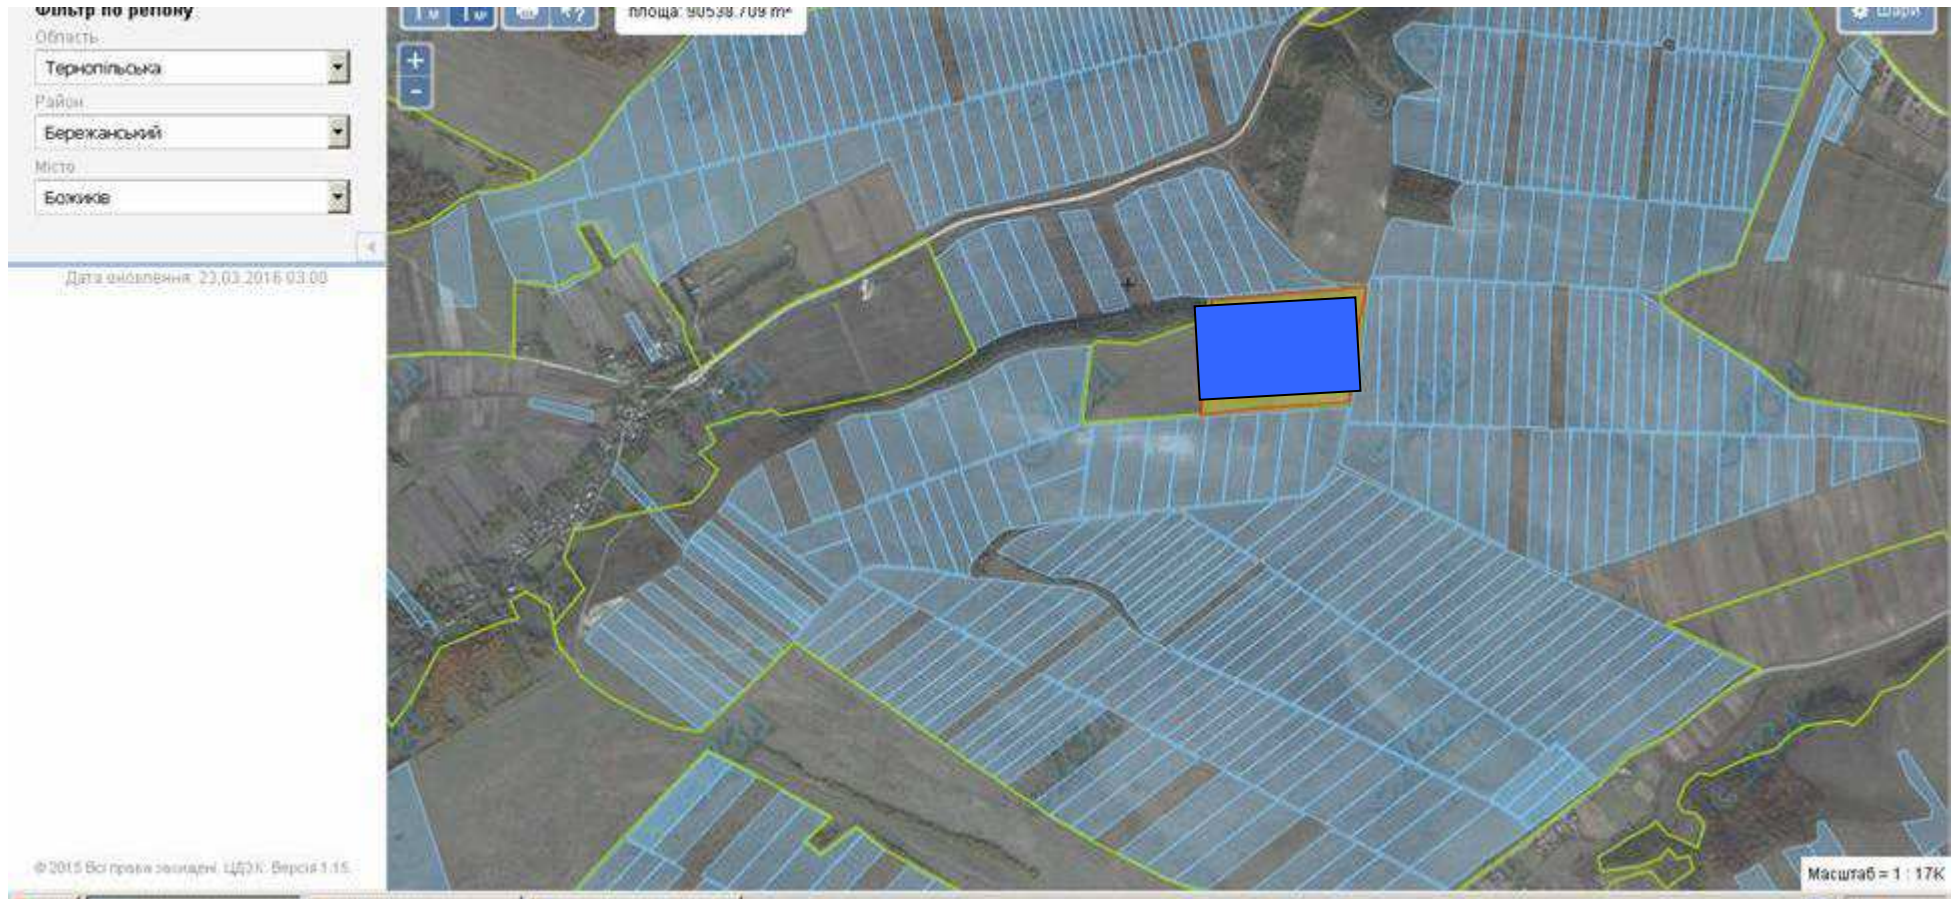 Фільтр по регіону
Область
Тернопільська
Район
Бережанський
Місто
Божиків
Дата оновлення: 23.03.2016 03:00
© 2015 Всі права захищені. ЦДЗК. Версія 1.15.
площа: 90538.709 m²
Шари
Масштаб = 1 : 17K